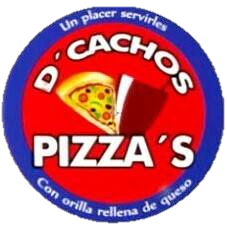 Un placer servirles
D´CACHOS
PIZZA´S
Con orilla rellena de queso